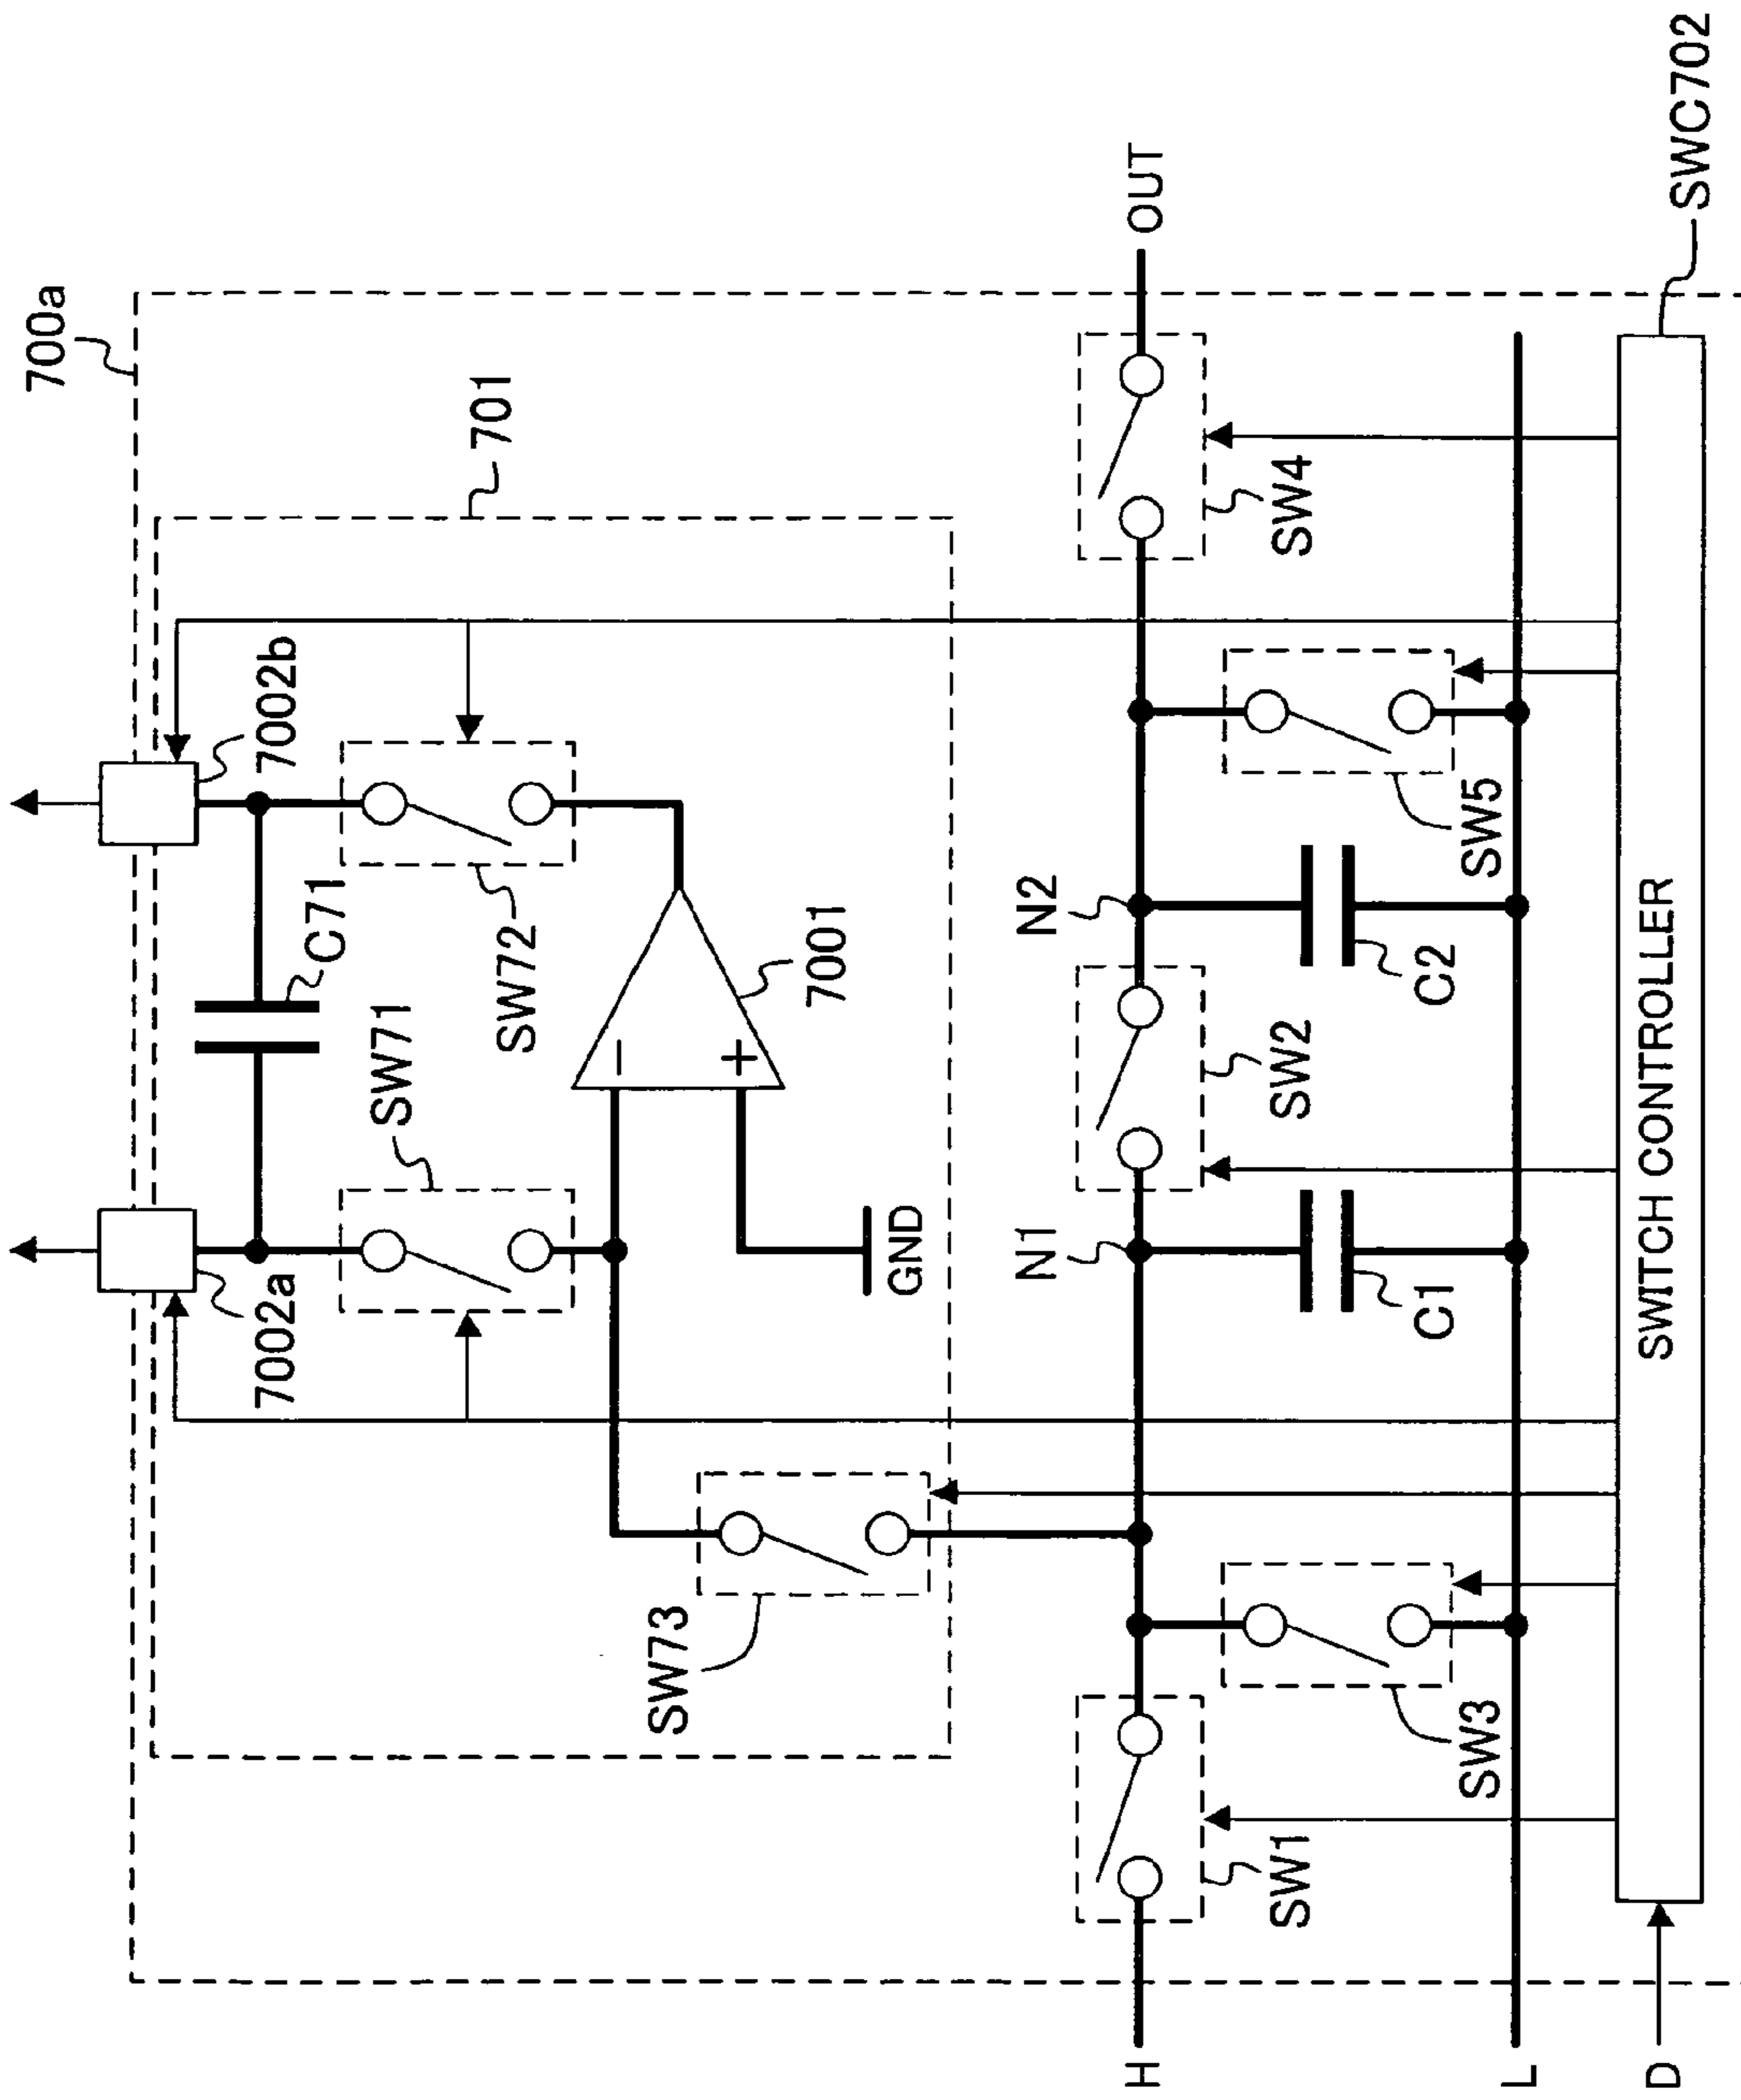 700a
701
7002a
7002b
C71
SW71
SW72
−
+
7001
GND
SW73
H
SW1
N1
SW2
N2
SW4
OUT
SW3
C1
C2
SW5
L
D
SWITCH CONTROLLER
SWC702